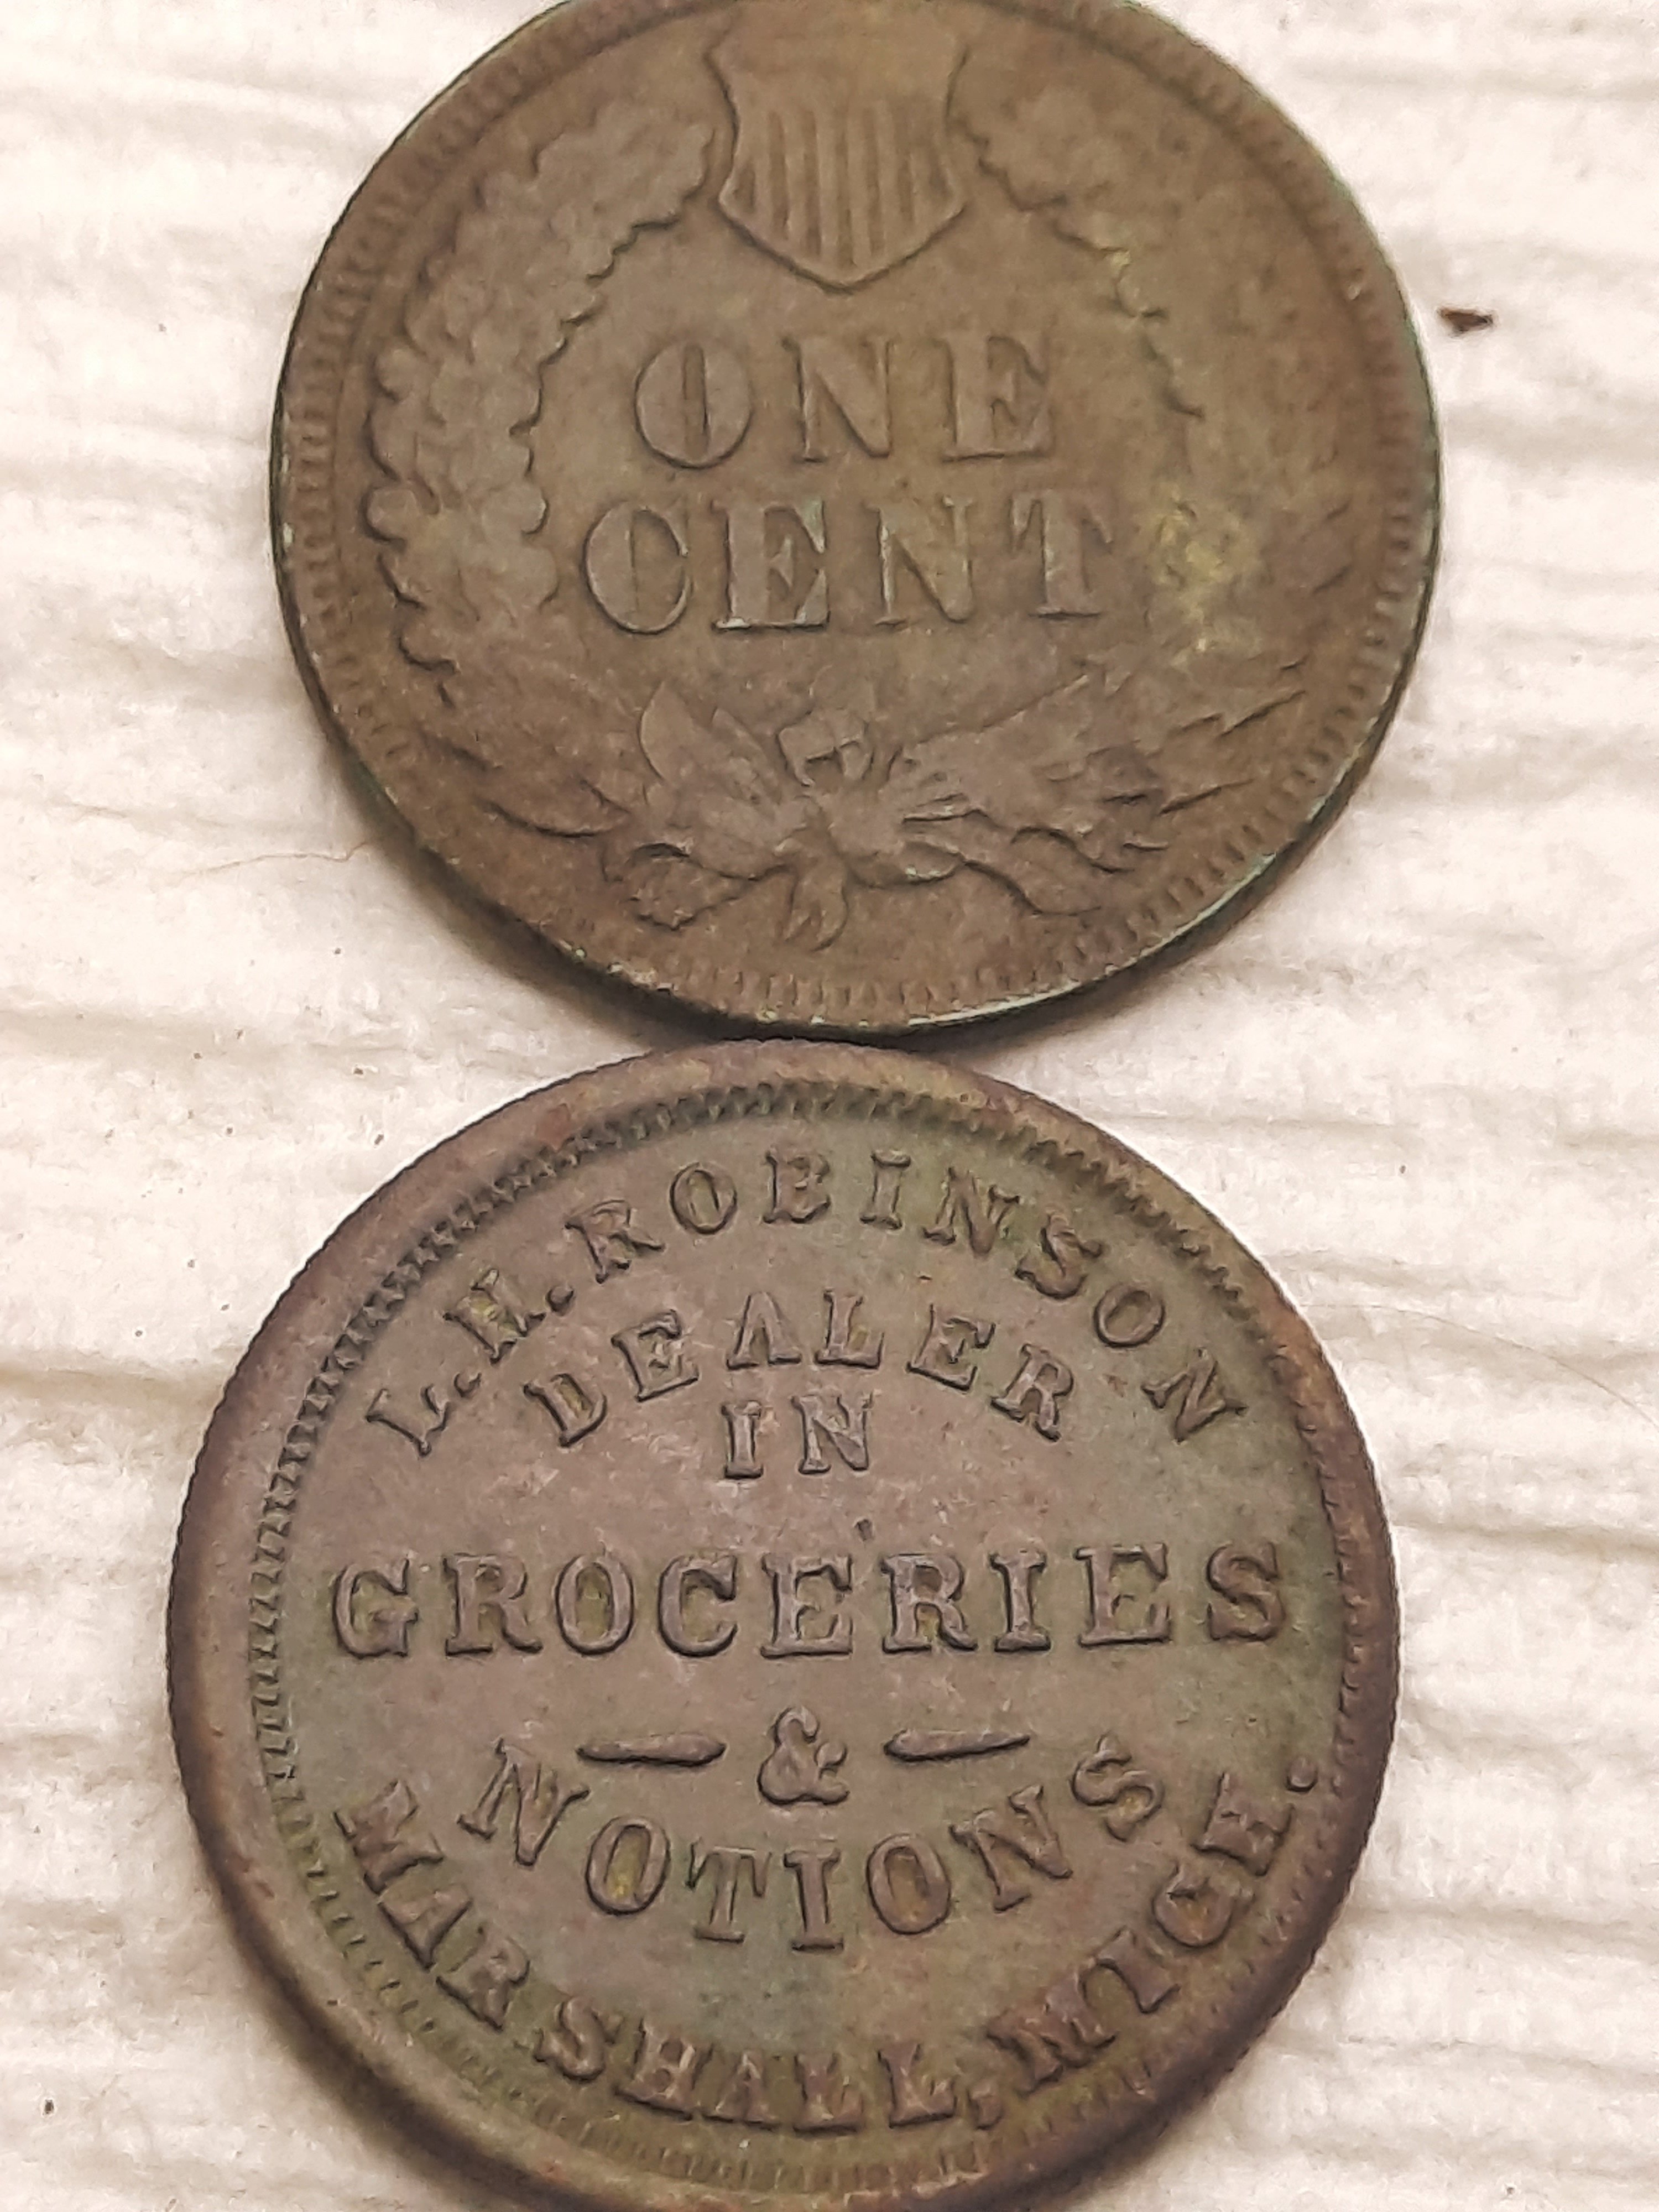 ONE
CENT
L. H. ROBINSON
DEALER
IN
GROCERIES
&
NOTIONS
MARSHALL, MICH.